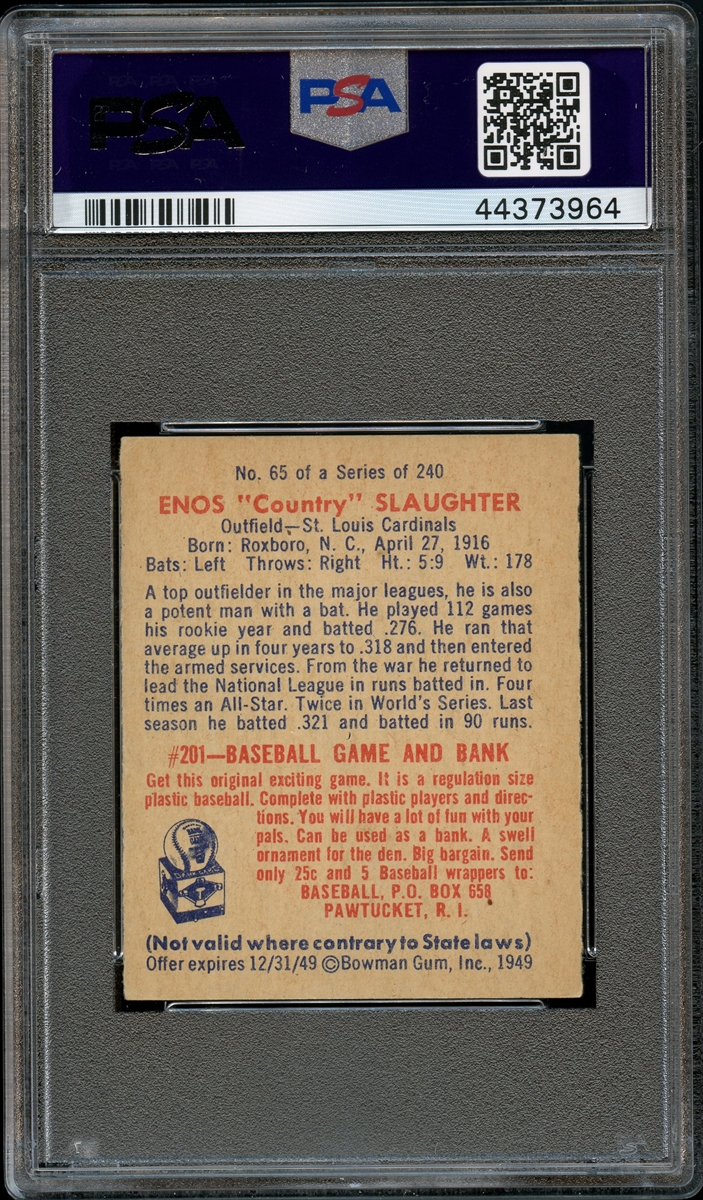 PSA
PSA
44373964
No. 65 of a Series of 240
ENOS "Country" SLAUGHTER
Outfield—St. Louis Cardinals
Born: Roxboro, N. C., April 27, 1916
Bats: Left Throws: Right Ht.: 5:9 Wt.: 178
A top outfielder in the major leagues, he is also
a potent man with a bat. He played 112 games
his rookie year and batted .276. He ran that
average up in four years to .318 and then entered
the armed services. From the war he returned to
lead the National League in runs batted in. Four
times an All-Star. Twice in World's Series. Last
season he batted .321 and batted in 90 runs.
#201—BASEBALL GAME AND BANK
Get this original exciting game. It is a regulation size
plastic baseball. Complete with plastic players and direc-
tions. You will have a lot of fun with your
pals. Can be used as a bank. A swell
ornament for the den. Big bargain. Send
only 25c and 5 Baseball wrappers to:
BASEBALL, P.O. BOX 658
PAWTUCKET, R. I.
(Not valid where contrary to State laws)
Offer expires 12/31/49 ©Bowman Gum, Inc., 1949